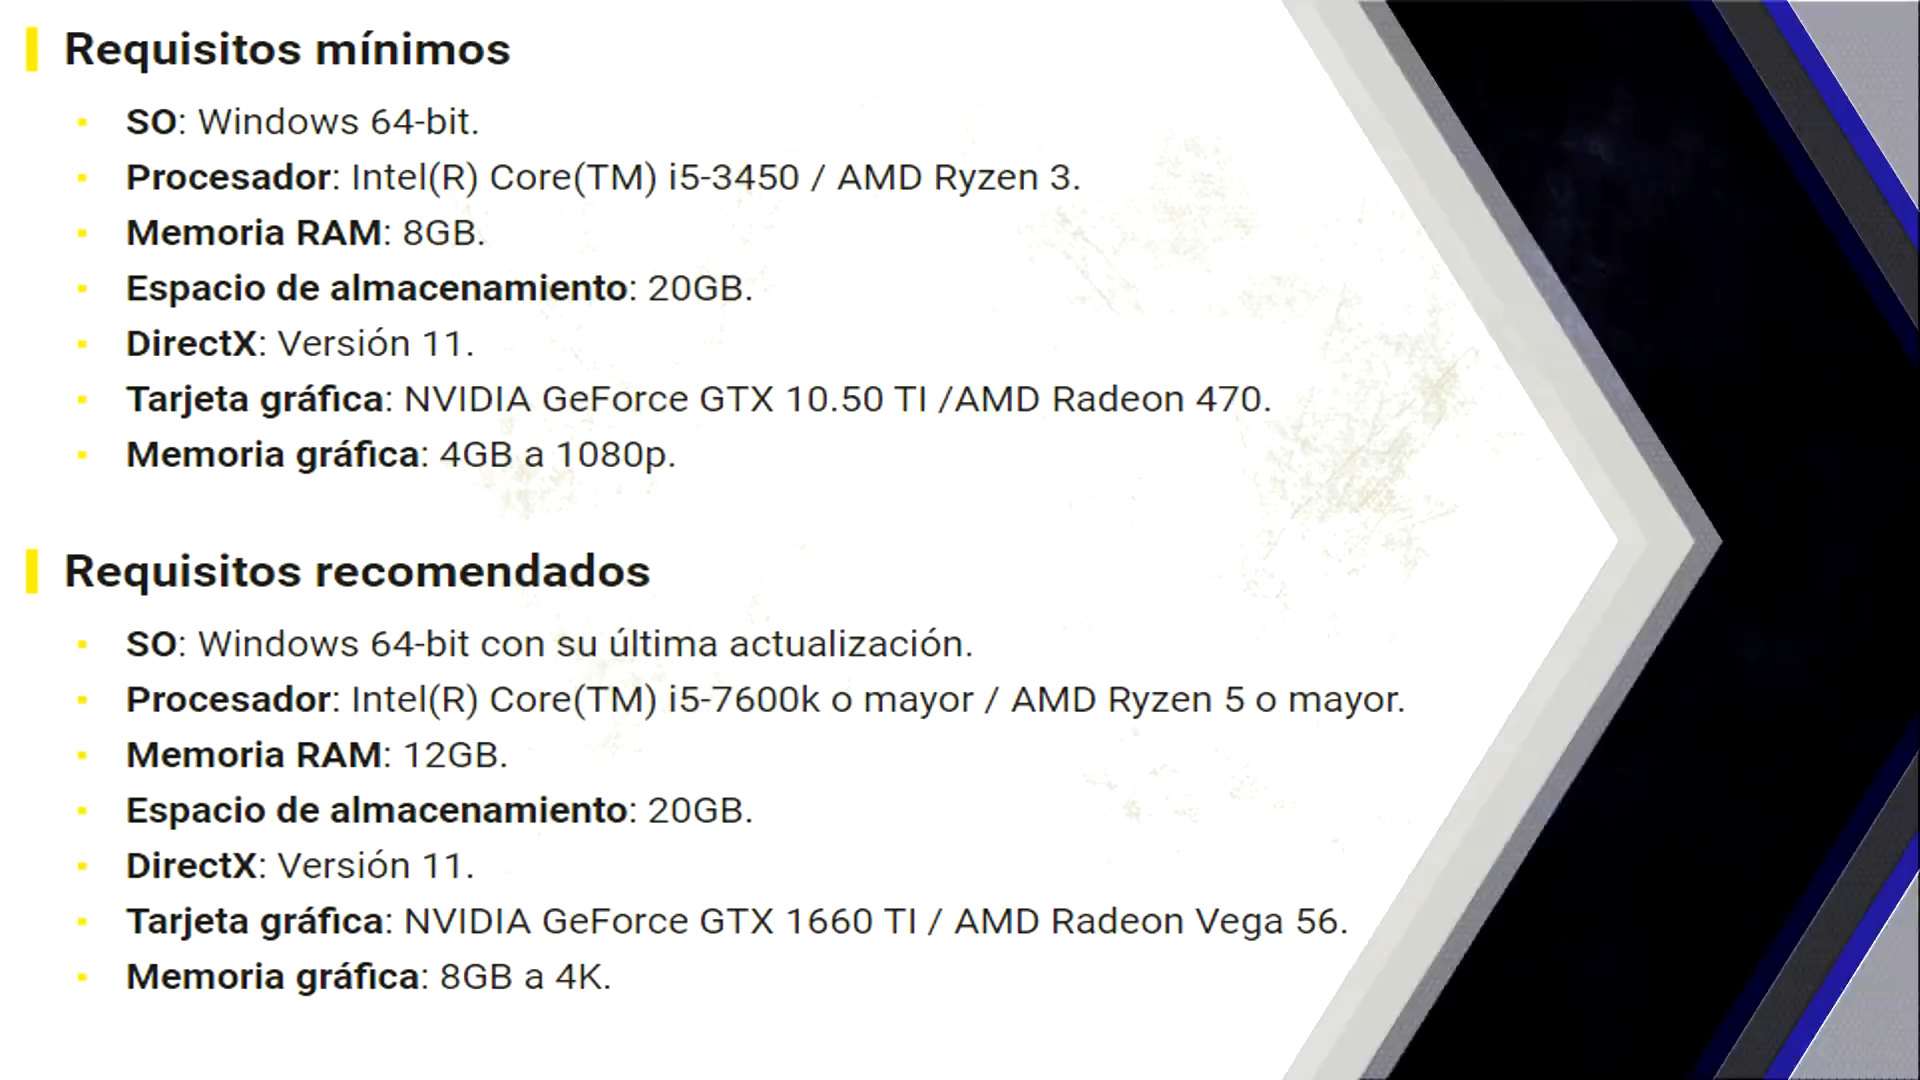 Requisitos mínimos
SO: Windows 64-bit.
Procesador: Intel(R) Core(TM) i5-3450 / AMD Ryzen 3.
Memoria RAM: 8GB.
Espacio de almacenamiento: 20GB.
DirectX: Versión 11.
Tarjeta gráfica: NVIDIA GeForce GTX 10.50 TI /AMD Radeon 470.
Memoria gráfica: 4GB a 1080p.
Requisitos recomendados
SO: Windows 64-bit con su última actualización.
Procesador: Intel(R) Core(TM) i5-7600k o mayor / AMD Ryzen 5 o mayor.
Memoria RAM: 12GB.
Espacio de almacenamiento: 20GB.
DirectX: Versión 11.
Tarjeta gráfica: NVIDIA GeForce GTX 1660 TI / AMD Radeon Vega 56.
Memoria gráfica: 8GB a 4K.